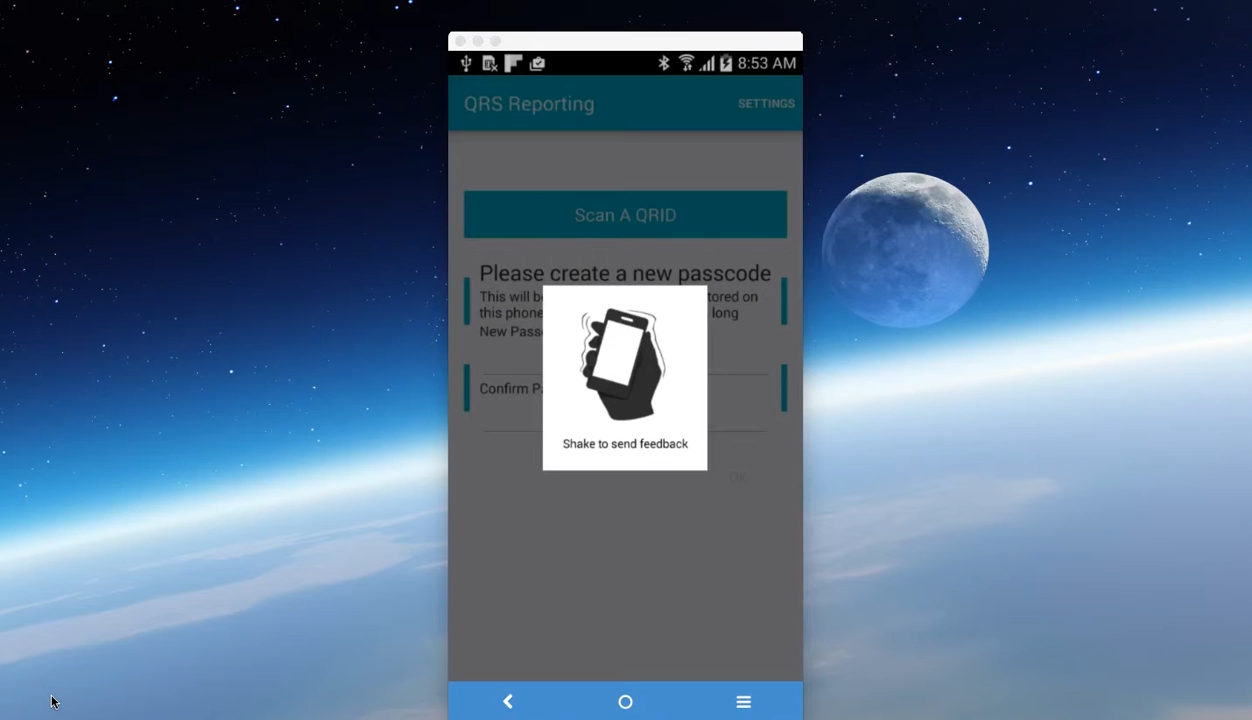 8:53 AM
QRS Reporting
SETTINGS
Scan A QRID
Please create a new passcode
This will b
tored on
this phone
long
New Pass
Confirm P
Shake to send feedback
OK